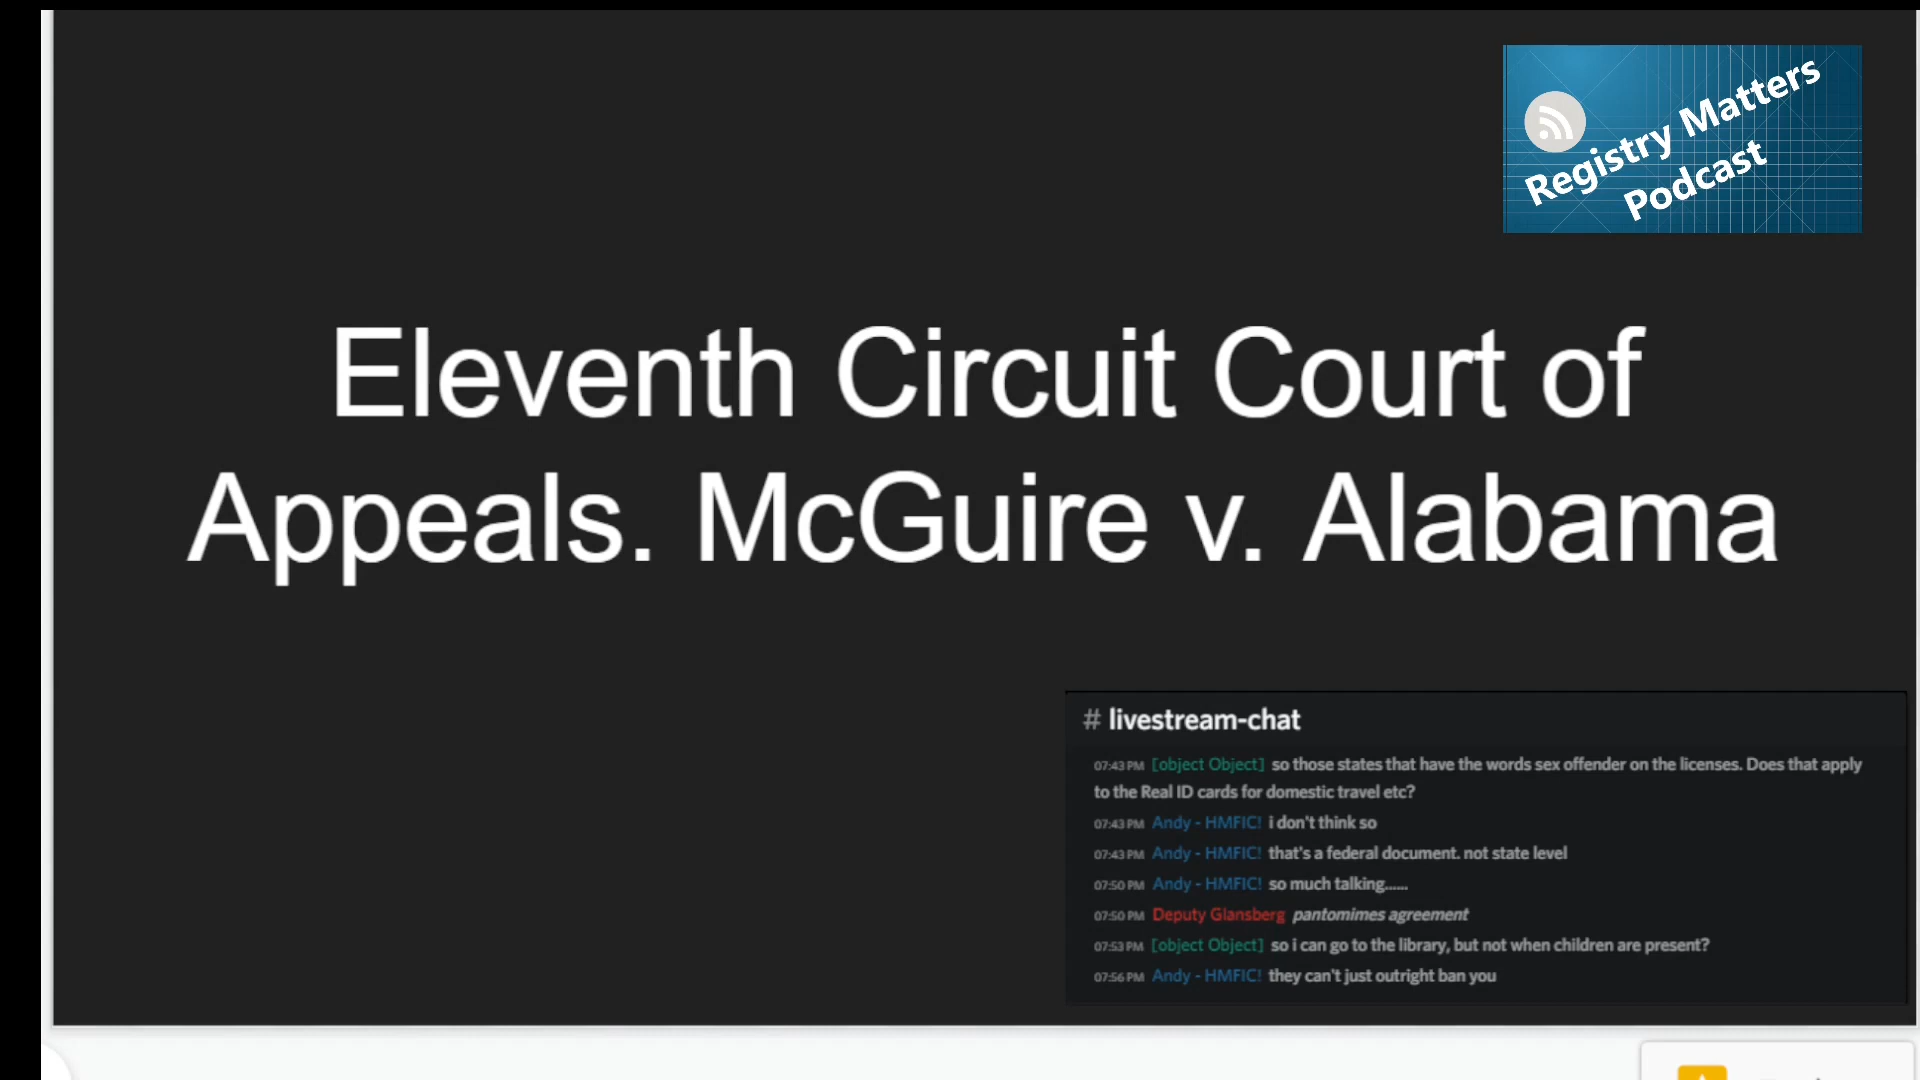 Registry Matters
Podcast
Eleventh Circuit Court of
Appeals. McGuire v. Alabama
# livestream-chat
07:43 PM [object Object] so those states that have the words sex offender on the licenses. Does that apply
to the Real ID cards for domestic travel etc?
07:43 PM Andy - HMFIC! i don't think so
07:43 PM Andy - HMFIC! that's a federal document. not state level
07:50 PM Andy - HMFIC! so much talking......
07:50 PM Deputy Glansberg pantomimes agreement
07:53 PM [object Object] so i can go to the library, but not when children are present?
07:56 PM Andy - HMFIC! they can't just outright ban you